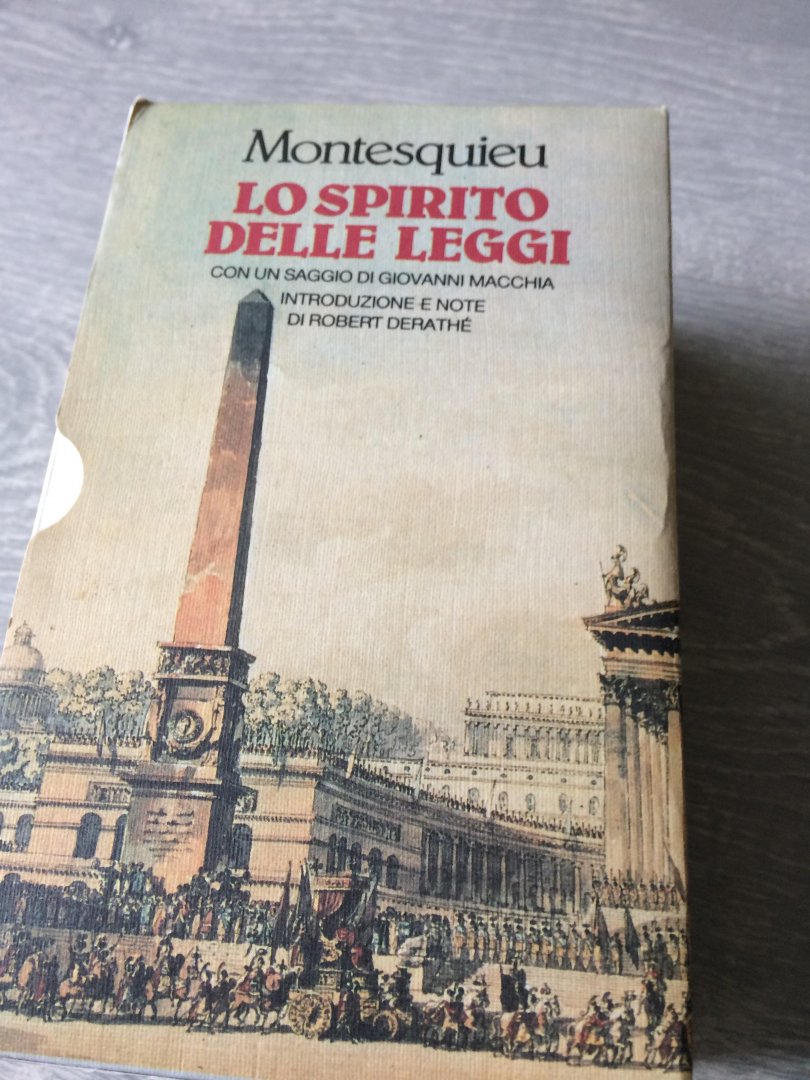 Montesquieu
LO SPIRITO
DELLE LEGGI
CON UN SAGGIO DI GIOVANNI MACCHIA
INTRODUZIONE E NOTE
DI ROBERT DERATHÉ